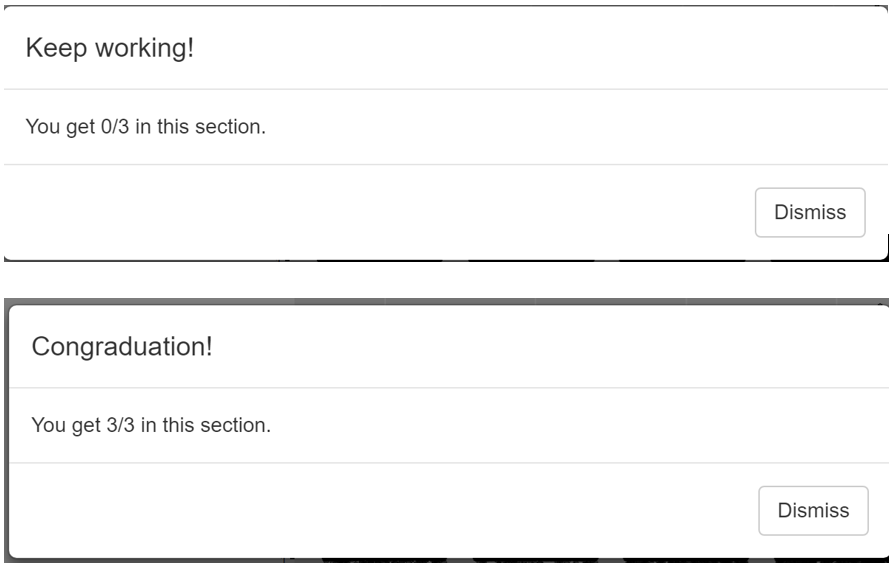 Keep working!
You get 0/3 in this section.
Dismiss
Congraduation!
You get 3/3 in this section.
Dismiss